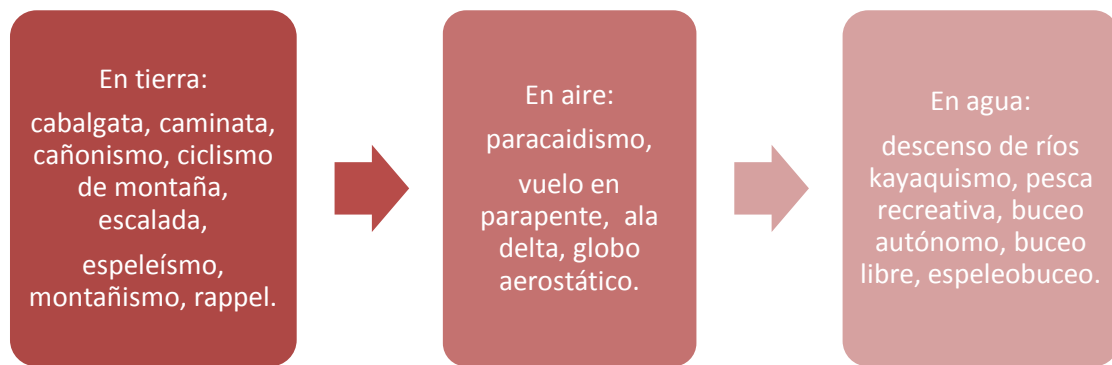 En tierra:
cabalgata, caminata,
cañonismo, ciclismo
de montaña,
escalada,
espeleísmo,
montañismo, rappel.
En aire:
paracaidismo,
vuelo en
parapente,  ala
delta, globo
aerostático.
En agua:
descenso de ríos
kayaquismo, pesca
recreativa, buceo
autónomo, buceo
libre, espeleobuceo.